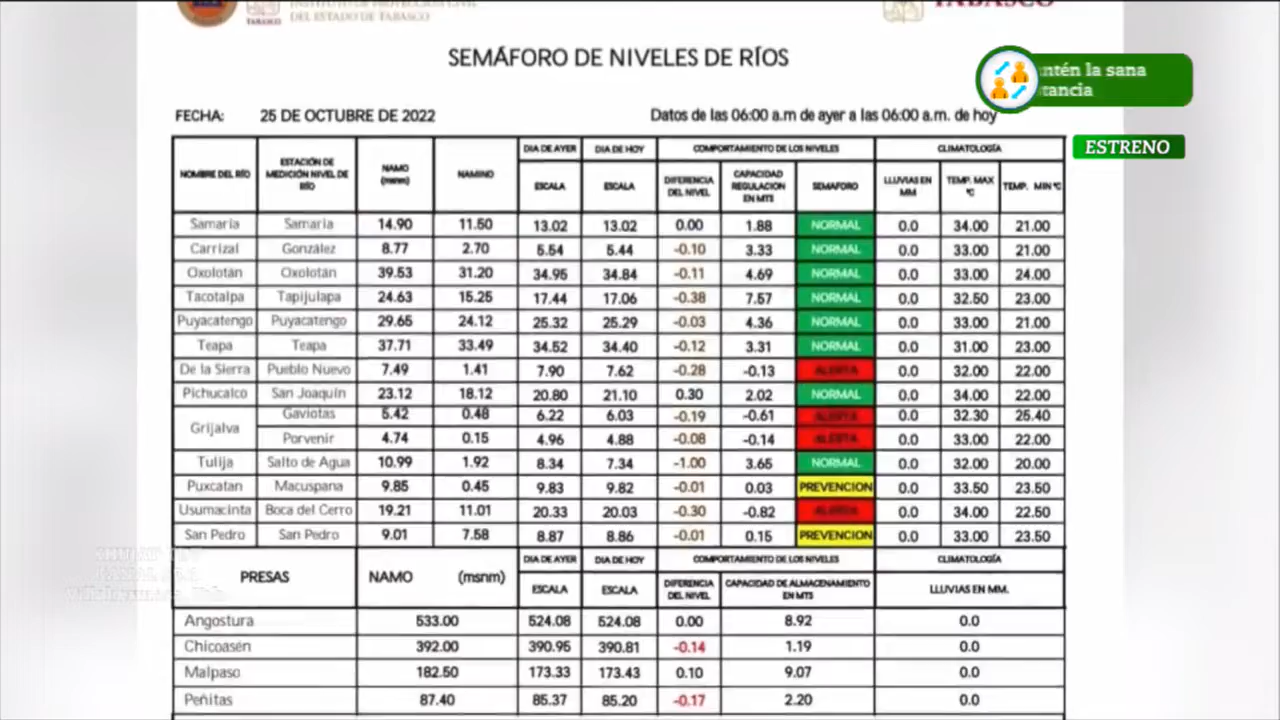 INSTITUTO DE PROTECCIÓN CIVIL
DEL ESTADO DE TABASCO
TABASCO
TABASCO
SEMÁFORO DE NIVELES DE RÍOS
ntén la sana
tancia
ESTRENO
FECHA: 25 DE OCTUBRE DE 2022 Datos de las 06:00 a.m de ayer a las 06:00 a.m. de hoy
NOMBRE DEL RÍO ESTACIÓN DE MEDICIÓN NIVEL DE RÍO NAMO (msnm) NAMINO DIA DE AYER ESCALA DIA DE HOY ESCALA COMPORTAMIENTO DE LOS NIVELES DIFERENCIA DEL NIVEL CAPACIDAD REGULACION EN MTS SEMAFORO CLIMATOLOGÍA LLUVIAS EN MM TEMP. MAX °C TEMP. MIN °C
Samaria Samaria 14.90 11.50 13.02 13.02 0.00 1.88 NORMAL 0.0 34.00 21.00
Carrizal González 8.77 2.70 5.54 5.44 -0.10 3.33 NORMAL 0.0 33.00 21.00
Oxolotán Oxolotán 39.53 31.20 34.95 34.84 -0.11 4.69 NORMAL 0.0 33.00 24.00
Tacotalpa Tapijulapa 24.63 15.25 17.44 17.06 -0.38 7.57 NORMAL 0.0 32.50 23.00
Puyacatengo Puyacatengo 29.65 24.12 25.32 25.29 -0.03 4.36 NORMAL 0.0 33.00 21.00
Teapa Teapa 37.71 33.49 34.52 34.40 -0.12 3.31 NORMAL 0.0 31.00 23.00
De la Sierra Pueblo Nuevo 7.49 1.41 7.90 7.62 -0.28 -0.13 ALERTA 0.0 32.00 22.00
Pichucalco San Joaquín 23.12 18.12 20.80 21.10 0.30 2.02 NORMAL 0.0 34.00 22.00
Grijalva Gaviotas 5.42 0.48 6.22 6.03 -0.19 -0.61 ALERTA 0.0 32.30 25.40
Porvenir 4.74 0.15 4.96 4.88 -0.08 -0.14 ALERTA 0.0 33.00 22.00
Tulija Salto de Agua 10.99 1.92 8.34 7.34 -1.00 3.65 NORMAL 0.0 32.00 20.00
Puxcatan Macuspana 9.85 0.45 9.83 9.82 -0.01 0.03 PREVENCION 0.0 33.50 23.50
Usumacinta Boca del Cerro 19.21 11.01 20.33 20.03 -0.30 -0.82 ALERTA 0.0 34.00 22.50
San Pedro San Pedro 9.01 7.58 8.87 8.86 -0.01 0.15 PREVENCION 0.0 33.00 23.50
PRESAS NAMO (msnm) DIA DE AYER ESCALA DIA DE HOY ESCALA COMPORTAMIENTO DE LOS NIVELES DIFERENCIA DEL NIVEL CAPACIDAD DE ALMACENAMIENTO EN MTS CLIMATOLOGÍA LLUVIAS EN MM.
Angostura 533.00 524.08 524.08 0.00 8.92 0.0
Chicoasén 392.00 390.95 390.81 -0.14 1.19 0.0
Malpaso 182.50 173.33 173.43 0.10 9.07 0.0
Peñitas 87.40 85.37 85.20 -0.17 2.20 0.0